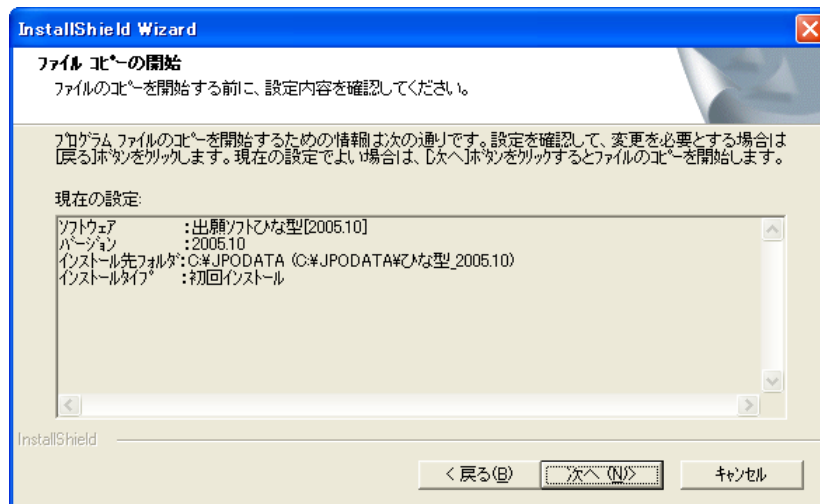 InstallShield Wizard
ファイル コピーの開始
ファイルのコピーを開始する前に、設定内容を確認してください。
プログラム ファイルのコピーを開始するための情報は次の通りです。設定を確認して、変更を必要とする場合は
[戻る]ボタンをクリックします。現在の設定でよい場合は、[次へ]ボタンをクリックするとファイルのコピーを開始します。
現在の設定:
ソフトウェア :出願ソフトひな型[2005.10]
バージョン :2005.10
インストール先フォルダ:C:¥JPODATA (C:¥JPODATA¥ひな型_2005.10)
インストールタイプ :初回インストール
InstallShield
< 戻る(B) 次へ (N)> キャンセル